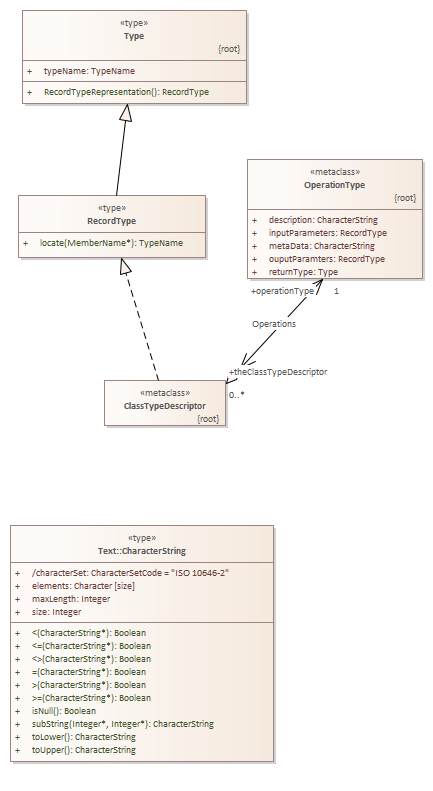 «type»
Type
{root}
+ typeName: TypeName
+ RecordTypeRepresentation(): RecordType
«type»
RecordType
+ locate(MemberName*): TypeName
«metaclass»
OperationType
{root}
+ description: CharacterString
+ inputParameters: RecordType
+ metaData: CharacterString
+ ouputParamters: RecordType
+ returnType: Type
+operationType 1
Operations
+theClassTypeDescriptor
0..*
«metaclass»
ClassTypeDescriptor
{root}
«type»
Text::CharacterString
+ /characterSet: CharacterSetCode = "ISO 10646-2"
+ elements: Character [size]
+ maxLength: Integer
+ size: Integer
+ <(CharacterString*): Boolean
+ <=(CharacterString*): Boolean
+ <>(CharacterString*): Boolean
+ =(CharacterString*): Boolean
+ >(CharacterString*): Boolean
+ >=(CharacterString*): Boolean
+ isNull(): Boolean
+ subString(Integer*, Integer*): CharacterString
+ toLower(): CharacterString
+ toUpper(): CharacterString